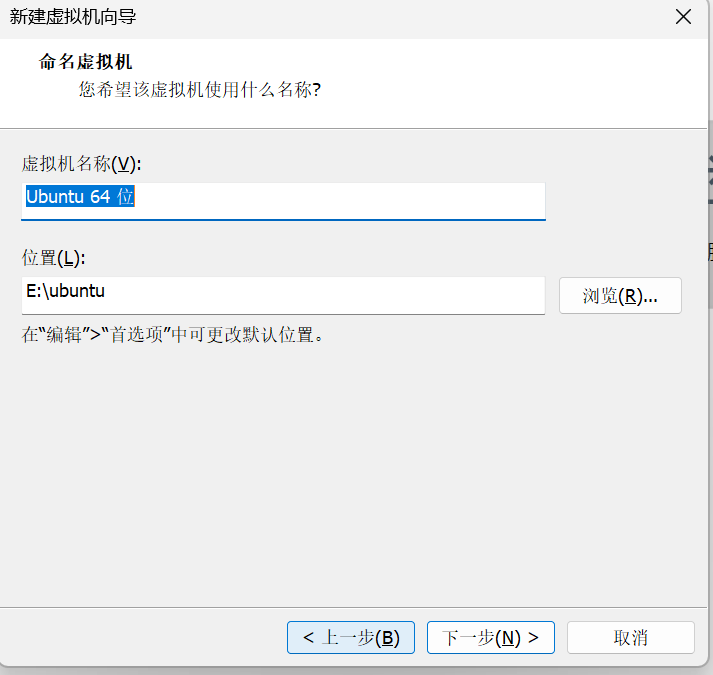 新建虚拟机向导
命名虚拟机
您希望该虚拟机使用什么名称?
虚拟机名称(V):
Ubuntu 64 位
位置(L):
E:\ubuntu
浏览(R)...
在“编辑”>“首选项”中可更改默认位置。
< 上一步(B) 下一步(N) > 取消